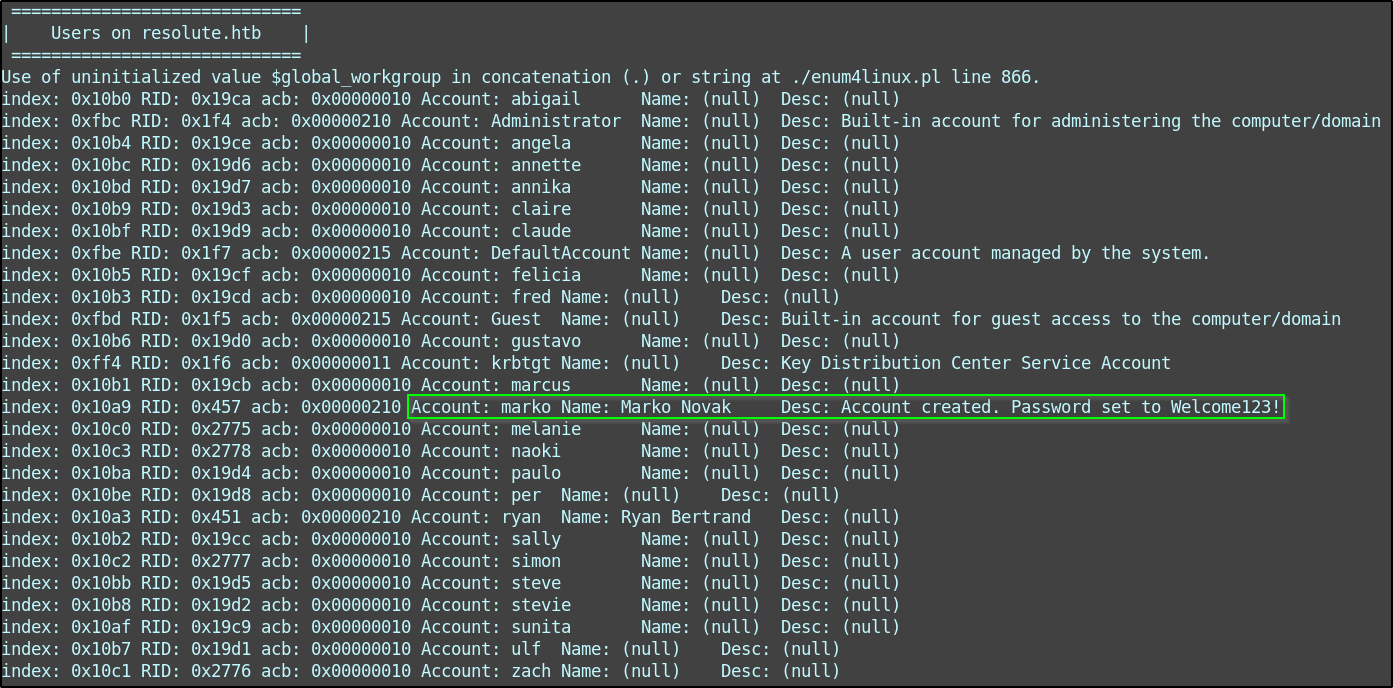 =============================
|    Users on resolute.htb    |
=============================
Use of uninitialized value $global_workgroup in concatenation (.) or string at ./enum4linux.pl line 866.
index: 0x10b0 RID: 0x19ca acb: 0x00000010 Account: abigail      Name: (null)  Desc: (null)
index: 0xfbc RID: 0x1f4 acb: 0x00000210 Account: Administrator  Name: (null)  Desc: Built-in account for administering the computer/domain
index: 0x10b4 RID: 0x19ce acb: 0x00000010 Account: angela       Name: (null)  Desc: (null)
index: 0x10bc RID: 0x19d6 acb: 0x00000010 Account: annette      Name: (null)  Desc: (null)
index: 0x10bd RID: 0x19d7 acb: 0x00000010 Account: annika       Name: (null)  Desc: (null)
index: 0x10b9 RID: 0x19d3 acb: 0x00000010 Account: claire       Name: (null)  Desc: (null)
index: 0x10bf RID: 0x19d9 acb: 0x00000010 Account: claude       Name: (null)  Desc: (null)
index: 0xfbe RID: 0x1f7 acb: 0x00000215 Account: DefaultAccount Name: (null)  Desc: A user account managed by the system.
index: 0x10b5 RID: 0x19cf acb: 0x00000010 Account: felicia      Name: (null)  Desc: (null)
index: 0x10b3 RID: 0x19cd acb: 0x00000010 Account: fred Name: (null)    Desc: (null)
index: 0xfbd RID: 0x1f5 acb: 0x00000215 Account: Guest  Name: (null)    Desc: Built-in account for guest access to the computer/domain
index: 0x10b6 RID: 0x19d0 acb: 0x00000010 Account: gustavo      Name: (null)  Desc: (null)
index: 0xff4 RID: 0x1f6 acb: 0x00000011 Account: krbtgt Name: (null)    Desc: Key Distribution Center Service Account
index: 0x10b1 RID: 0x19cb acb: 0x00000010 Account: marcus       Name: (null)  Desc: (null)
index: 0x10a9 RID: 0x457 acb: 0x00000210 Account: marko Name: Marko Novak     Desc: Account created. Password set to Welcome123!
index: 0x10c0 RID: 0x2775 acb: 0x00000010 Account: melanie      Name: (null)  Desc: (null)
index: 0x10c3 RID: 0x2778 acb: 0x00000010 Account: naoki        Name: (null)  Desc: (null)
index: 0x10ba RID: 0x19d4 acb: 0x00000010 Account: paulo        Name: (null)  Desc: (null)
index: 0x10be RID: 0x19d8 acb: 0x00000010 Account: per  Name: (null)    Desc: (null)
index: 0x10a3 RID: 0x451 acb: 0x00000210 Account: ryan  Name: Ryan Bertrand   Desc: (null)
index: 0x10b2 RID: 0x19cc acb: 0x00000010 Account: sally        Name: (null)  Desc: (null)
index: 0x10c2 RID: 0x2777 acb: 0x00000010 Account: simon        Name: (null)  Desc: (null)
index: 0x10bb RID: 0x19d5 acb: 0x00000010 Account: steve        Name: (null)  Desc: (null)
index: 0x10b8 RID: 0x19d2 acb: 0x00000010 Account: stevie       Name: (null)  Desc: (null)
index: 0x10af RID: 0x19c9 acb: 0x00000010 Account: sunita       Name: (null)  Desc: (null)
index: 0x10b7 RID: 0x19d1 acb: 0x00000010 Account: ulf  Name: (null)    Desc: (null)
index: 0x10c1 RID: 0x2776 acb: 0x00000010 Account: zach Name: (null)    Desc: (null)